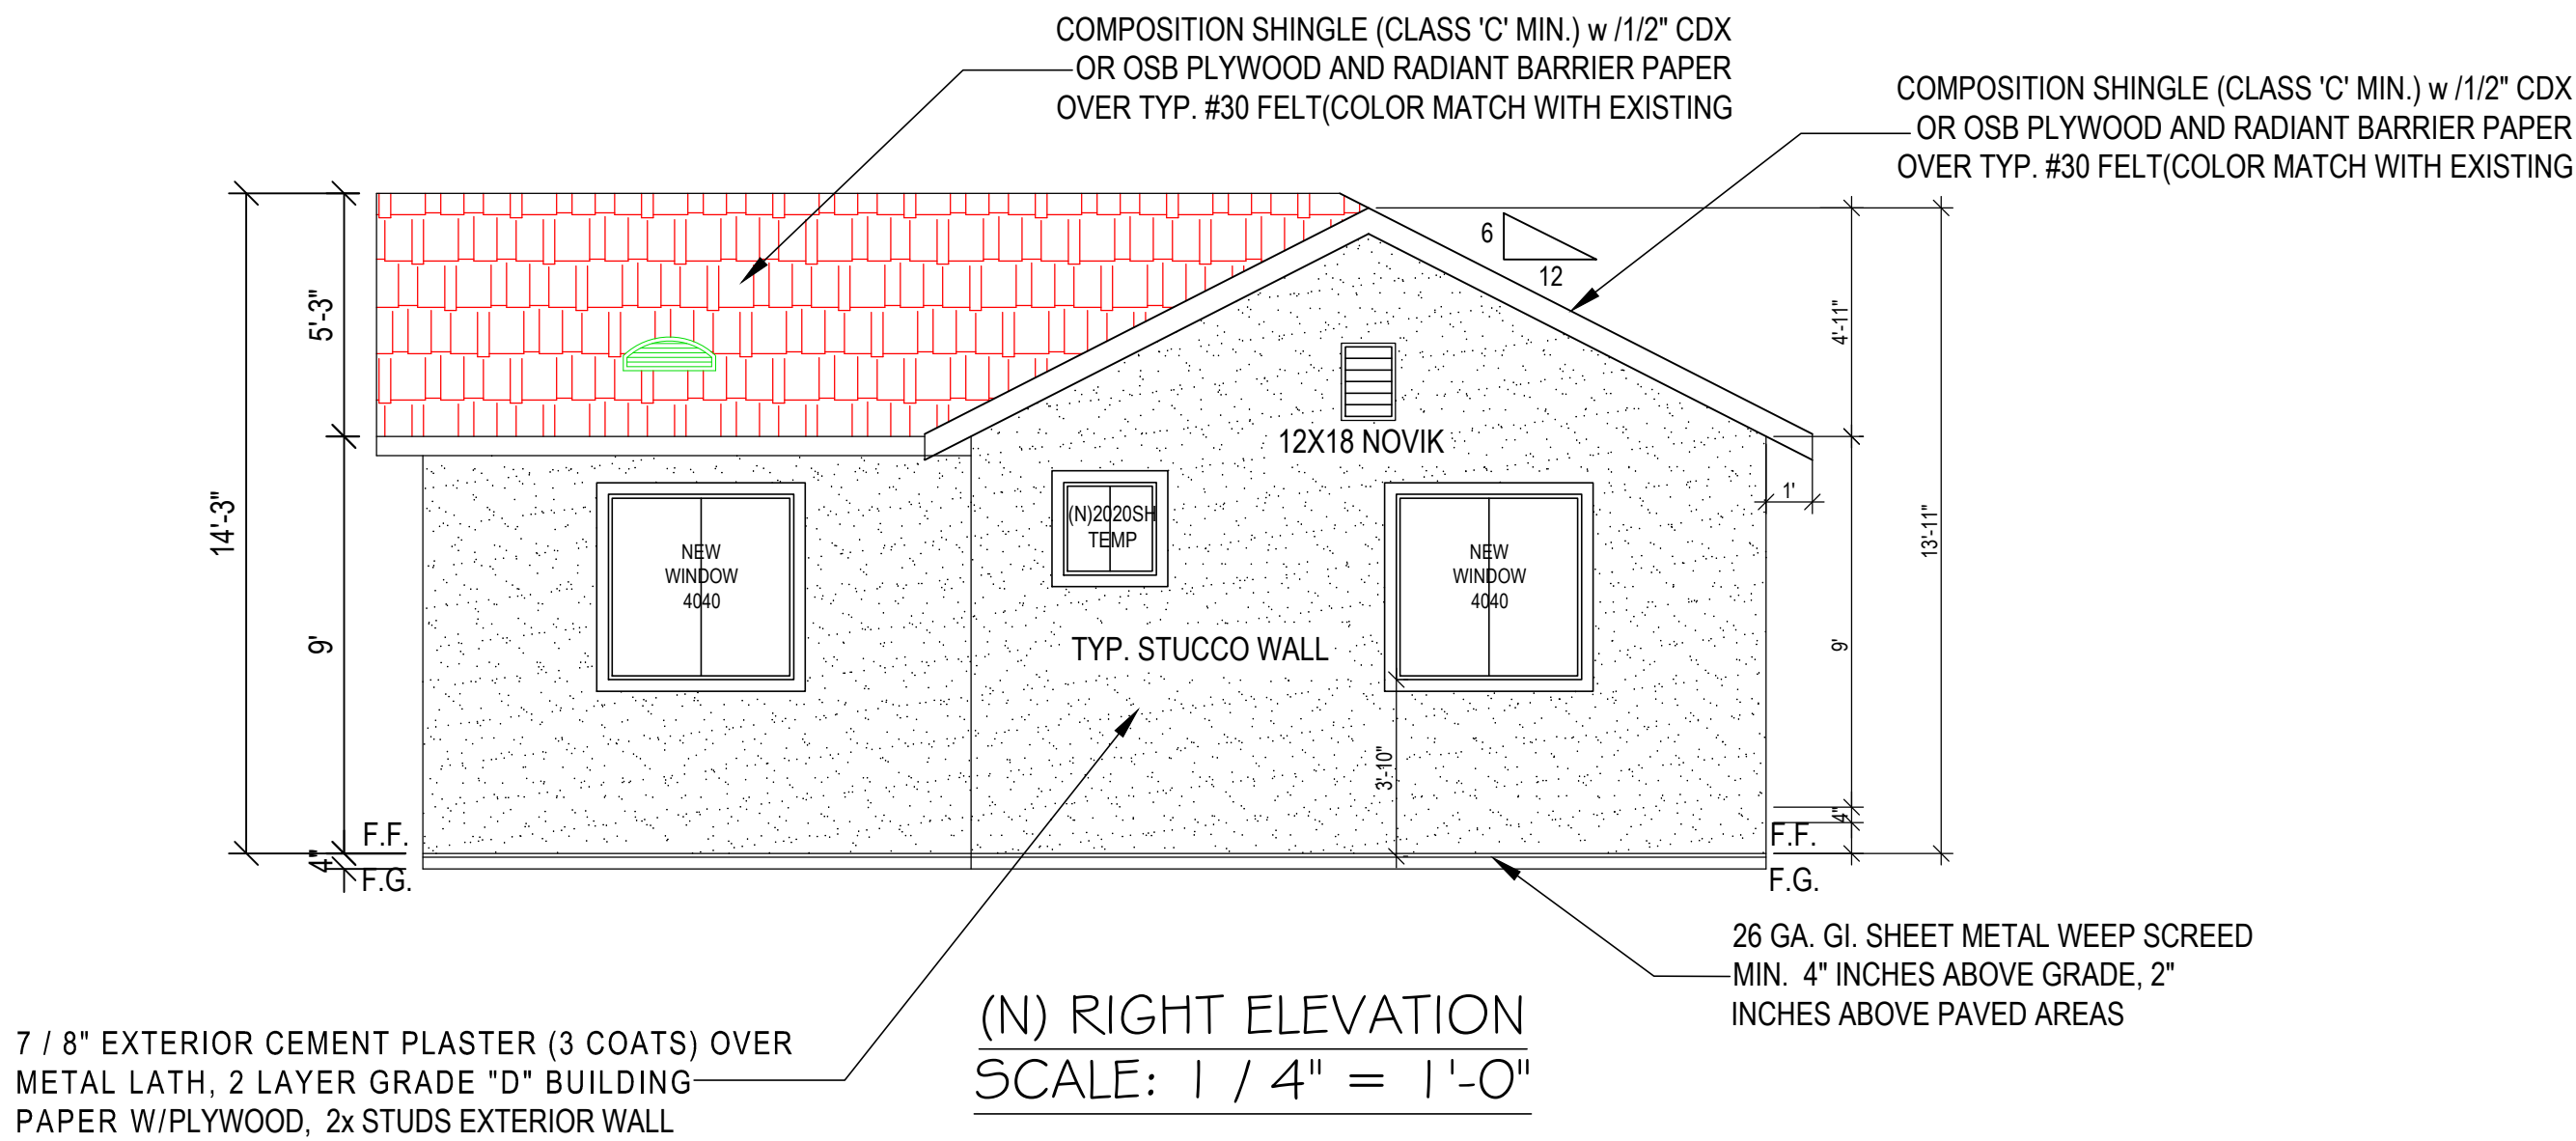 COMPOSITION SHINGLE (CLASS 'C' MIN.) w /1/2" CDX
OR OSB PLYWOOD AND RADIANT BARRIER PAPER
OVER TYP. #30 FELT(COLOR MATCH WITH EXISTING
COMPOSITION SHINGLE (CLASS 'C' MIN.) w /1/2" CDX
OR OSB PLYWOOD AND RADIANT BARRIER PAPER
OVER TYP. #30 FELT(COLOR MATCH WITH EXISTING
6
12
5'-3"
4'-11"
12X18 NOVIK
14'-3"
1'
13'-11"
(N)2020SH
TEMP
NEW
WINDOW
4040
NEW
WINDOW
4040
9'
9'
TYP. STUCCO WALL
3'-10"
4"
F.F.
F.F.
4"
F.G.
F.G.
26 GA. GI. SHEET METAL WEEP SCREED
MIN. 4" INCHES ABOVE GRADE, 2"
INCHES ABOVE PAVED AREAS
7 / 8" EXTERIOR CEMENT PLASTER (3 COATS) OVER
METAL LATH, 2 LAYER GRADE "D" BUILDING
PAPER W/PLYWOOD, 2x STUDS EXTERIOR WALL
(N) RIGHT ELEVATION
SCALE: 1 / 4" = 1'-0"